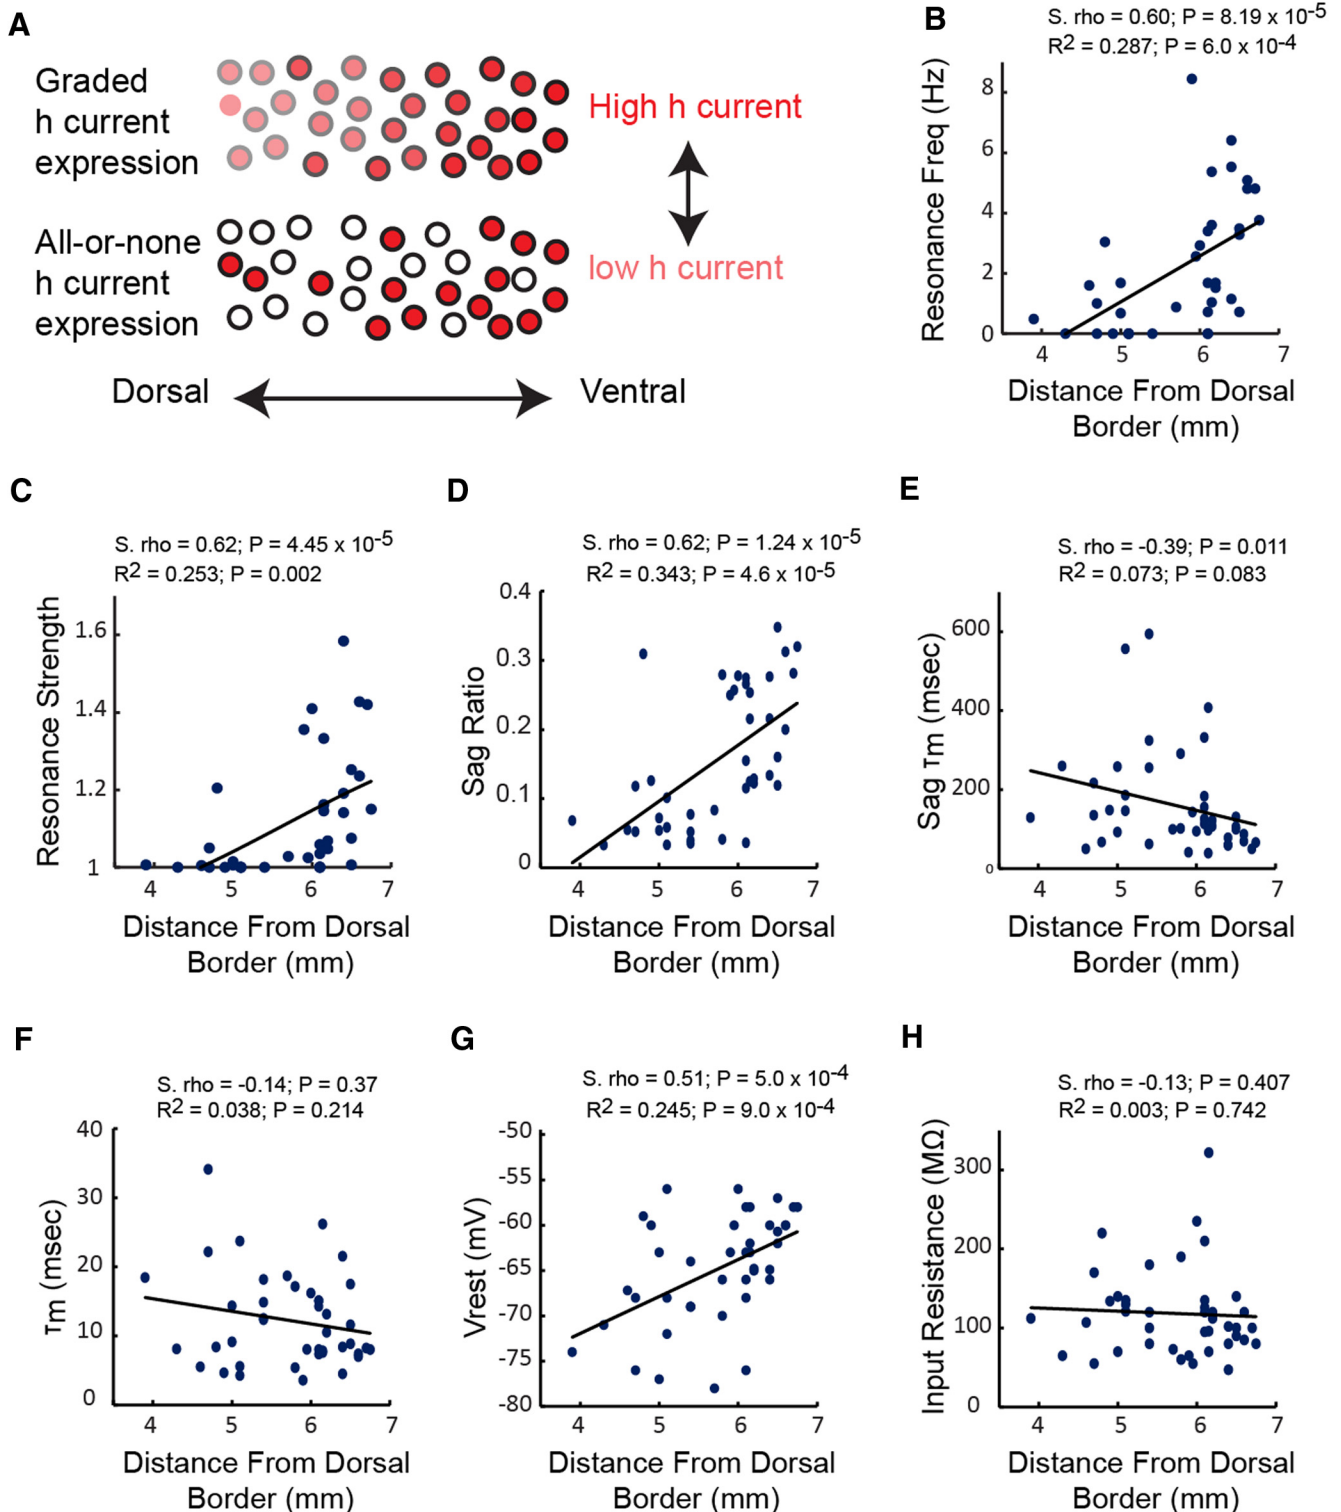 A
Graded
h current
expression
High h current
All-or-none
h current
expression
low h current
Dorsal
Ventral
B
S. rho = 0.60; P = 8.19 x 10-5
R2 = 0.287; P = 6.0 x 10-4
Resonance Freq (Hz)
8
6
4
2
0
4 5 6 7
Distance From Dorsal
Border (mm)
C
S. rho = 0.62; P = 4.45 x 10-5
R2 = 0.253; P = 0.002
Resonance Strength
1.6
1.4
1.2
1
4 5 6 7
Distance From Dorsal
Border (mm)
D
S. rho = 0.62; P = 1.24 x 10-5
R2 = 0.343; P = 4.6 x 10-5
Sag Ratio
0.4
0.3
0.2
0.1
0
4 5 6 7
Distance From Dorsal
Border (mm)
E
S. rho = -0.39; P = 0.011
R2 = 0.073; P = 0.083
Sag τm (msec)
600
400
200
0
4 5 6 7
Distance From Dorsal
Border (mm)
F
S. rho = -0.14; P = 0.37
R2 = 0.038; P = 0.214
τm (msec)
40
30
20
10
0
4 5 6 7
Distance From Dorsal
Border (mm)
G
S. rho = 0.51; P = 5.0 x 10-4
R2 = 0.245; P = 9.0 x 10-4
Vrest (mV)
-50
-55
-60
-65
-70
-75
-80
4 5 6 7
Distance From Dorsal
Border (mm)
H
S. rho = -0.13; P = 0.407
R2 = 0.003; P = 0.742
Input Resistance (MΩ)
300
200
100
0
4 5 6 7
Distance From Dorsal
Border (mm)